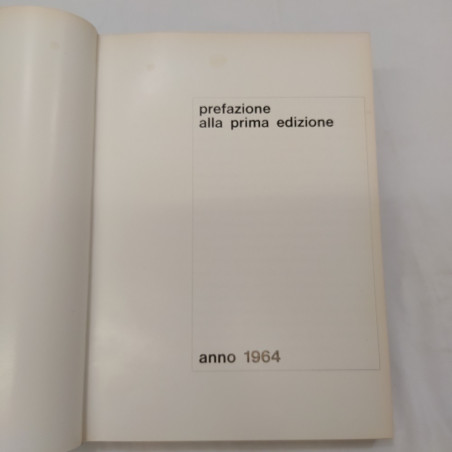 prefazione
alla prima edizione
anno 1964